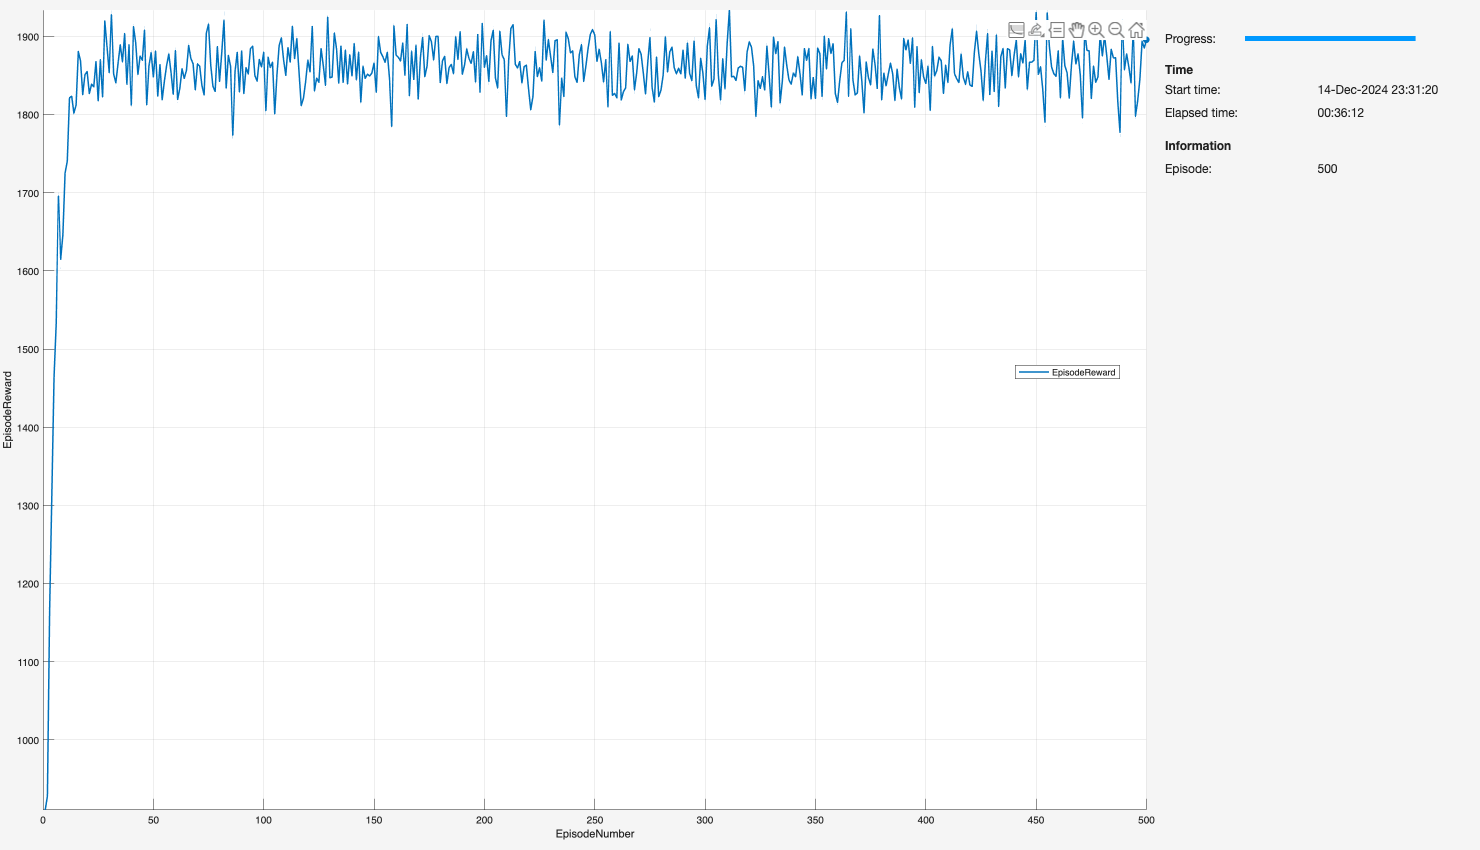 1900
1800
1700
1600
1500
1400
1300
1200
1100
1000
EpisodeReward
EpisodeReward
0 50 100 150 200 250 300 350 400 450 500
EpisodeNumber
Progress:
Time
Start time: 14-Dec-2024 23:31:20
Elapsed time: 00:36:12
Information
Episode: 500